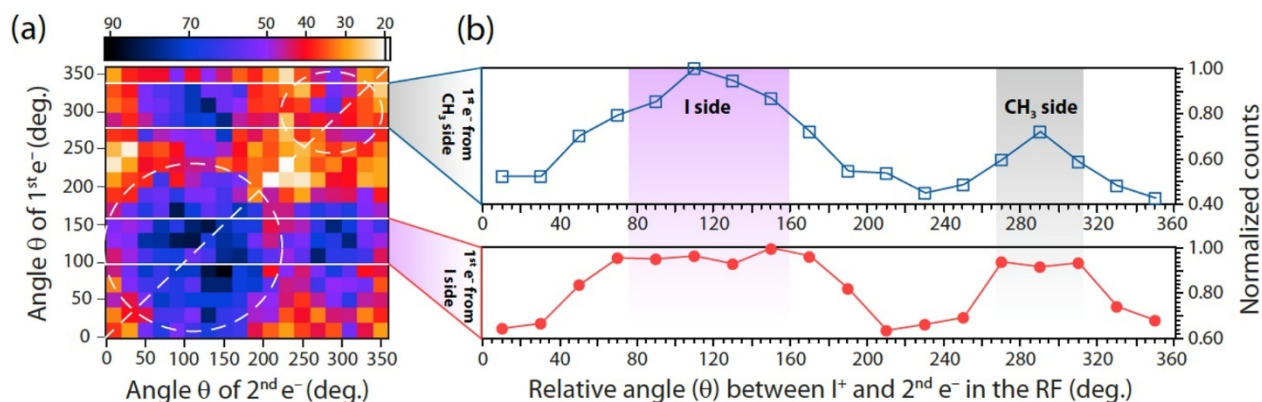 (a)
90 70 50 40 30 20
Angle θ of 1st e⁻ (deg.)
350
300
250
200
150
100
50
0
0 50 100 150 200 250 300 350
Angle θ of 2nd e⁻ (deg.)
(b)
1st e⁻ from
CH₃ side
I side
CH₃ side
1.00
0.80
0.60
0.40
0 40 80 120 160 200 240 280 320 360
1st e⁻ from
I side
1.00
0.80
0.60
0 40 80 120 160 200 240 280 320 360
Normalized counts
Relative angle (θ) between I⁺ and 2nd e⁻ in the RF (deg.)